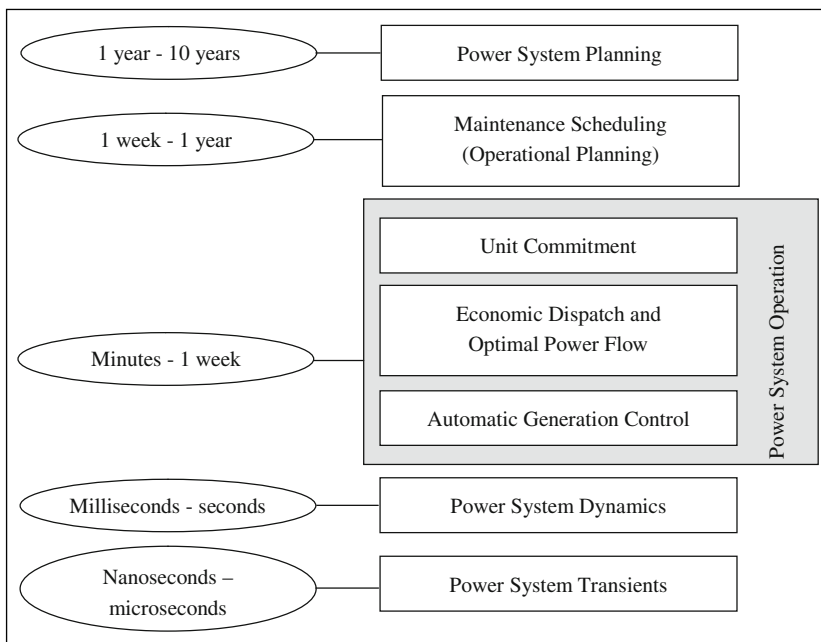 1 year - 10 years
Power System Planning
1 week - 1 year
Maintenance Scheduling
(Operational Planning)
Unit Commitment
Economic Dispatch and
Optimal Power Flow
Minutes - 1 week
Automatic Generation Control
Power System Operation
Milliseconds - seconds
Power System Dynamics
Nanoseconds –
microseconds
Power System Transients